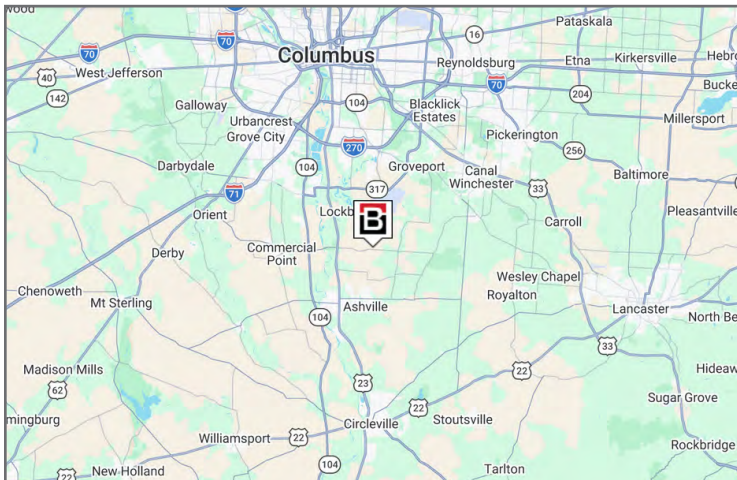 wood
Pataskala
70
16
70
Columbus
Reynoldsburg
Etna
Kirkersville
Hebro
40
West Jefferson
70
Bucke
142
104
204
Galloway
Blacklick
Estates
Millersport
Urbancrest
Grove City
Pickerington
270
256
Darbydale
104
Groveport
Canal
Winchester
Baltimore
71
317
33
Orient
Lockb
B
Pleasantville
Carroll
Derby
Commercial
Point
Wesley Chapel
Chenoweth
Royalton
Mt Sterling
Ashville
Lancaster
North Be
104
33
Madison Mills
22
Hideaw
62
23
Sugar Grove
mingburg
22
Circleville
Stoutsville
Williamsport
22
Rockbridge
104
New Holland
22
Tarlton